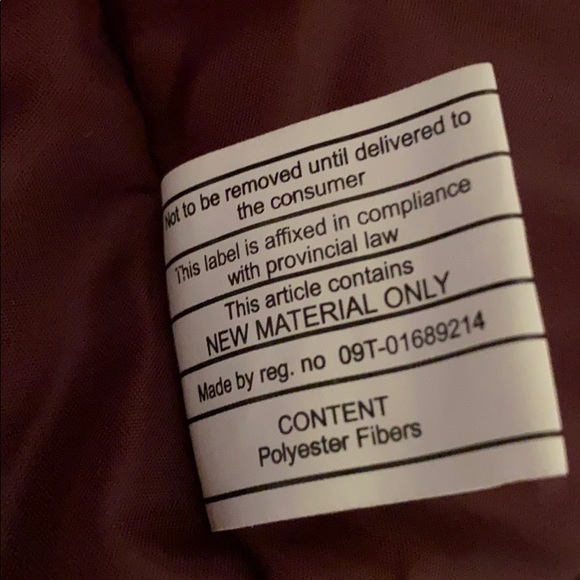 Not to be removed until delivered to
the consumer
This label is affixed in compliance
with provincial law
This article contains
NEW MATERIAL ONLY
Made by reg. no 09T-01689214
CONTENT
Polyester Fibers